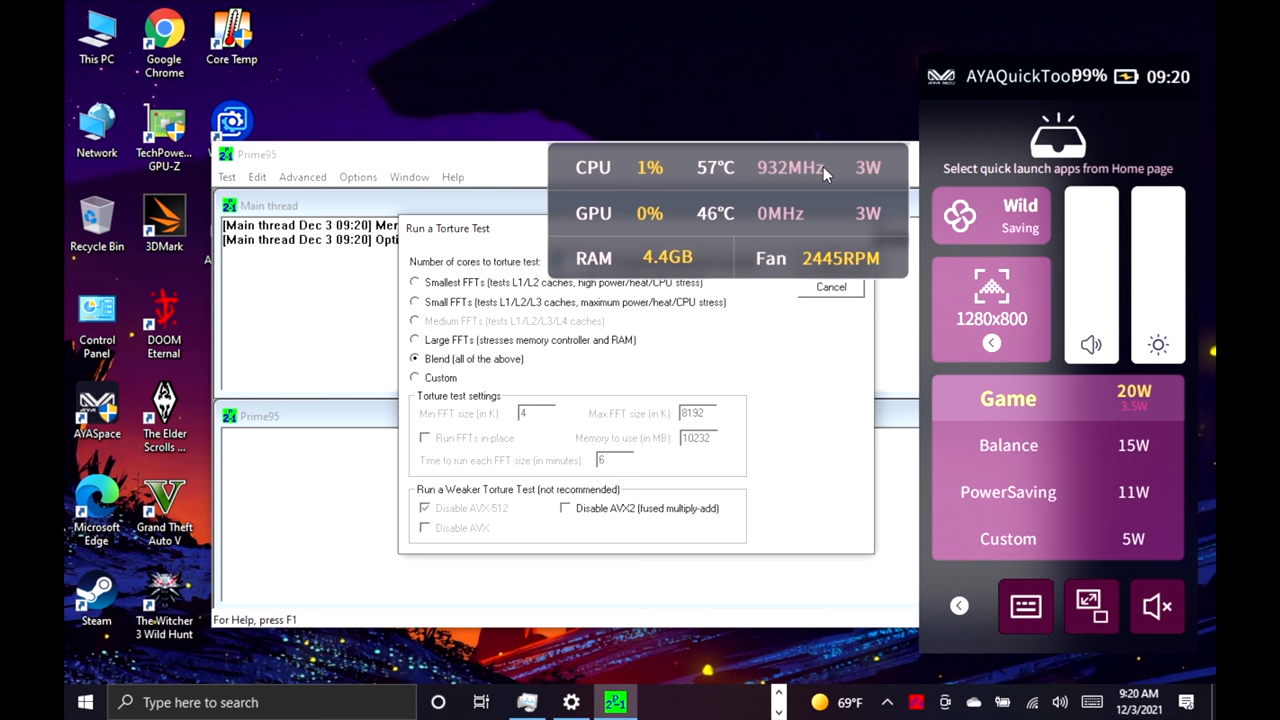 This PC
Google
Chrome
Core Temp
Network
TechPowe...
GPU-Z
Recycle Bin
3DMark
Control
Panel
DOOM
Eternal
AYASpace
The Elder
Scrolls ...
Microsoft
Edge
Grand Theft
Auto V
Steam
The Witcher
3 Wild Hunt
Prime95
Test Edit Advanced Options Window Help
Main thread
[Main thread Dec 3 09:20]
[Main thread Dec 3 09:20]
Prime95
For Help, press F1
Run a Torture Test
Number of cores to torture test:
Smallest FFTs (tests L1/L2 caches, high power/heat/CPU stress)
Small FFTs (tests L1/L2/L3 caches, maximum power/heat/CPU stress)
Medium FFTs (tests L1/L2/L3/L4 caches)
Large FFTs (stresses memory controller and RAM)
Blend (all of the above)
Custom
Cancel
Torture test settings
Min FFT size (in K): 4 Max FFT size (in K): 8192
Run FFTs in-place Memory to use (in MB): 10232
Time to run each FFT size (in minutes) 6
Run a Weaker Torture Test (not recommended)
Disable AVX-512 Disable AVX2 (fused multiply-add)
Disable AVX
CPU 1% 57℃ 932MHz 3W
GPU 0% 46℃ 0MHz 3W
RAM 4.4GB Fan 2445RPM
AYAQuickTool 99% 09:20
Select quick launch apps from Home page
Wild
Saving
1280x800
Game 20W
3.5W
Balance 15W
PowerSaving 11W
Custom 5W
Type here to search
69°F
9:20 AM
12/3/2021